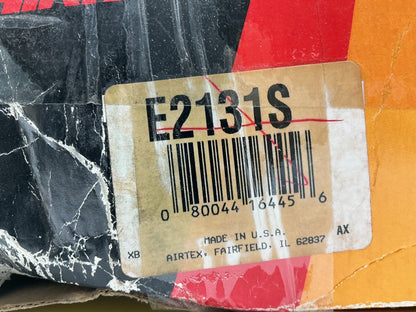 E2131S
0 80044 16445 6
MADE IN U.S.A.
XB AIRTEX, FAIRFIELD, IL 62837 AX